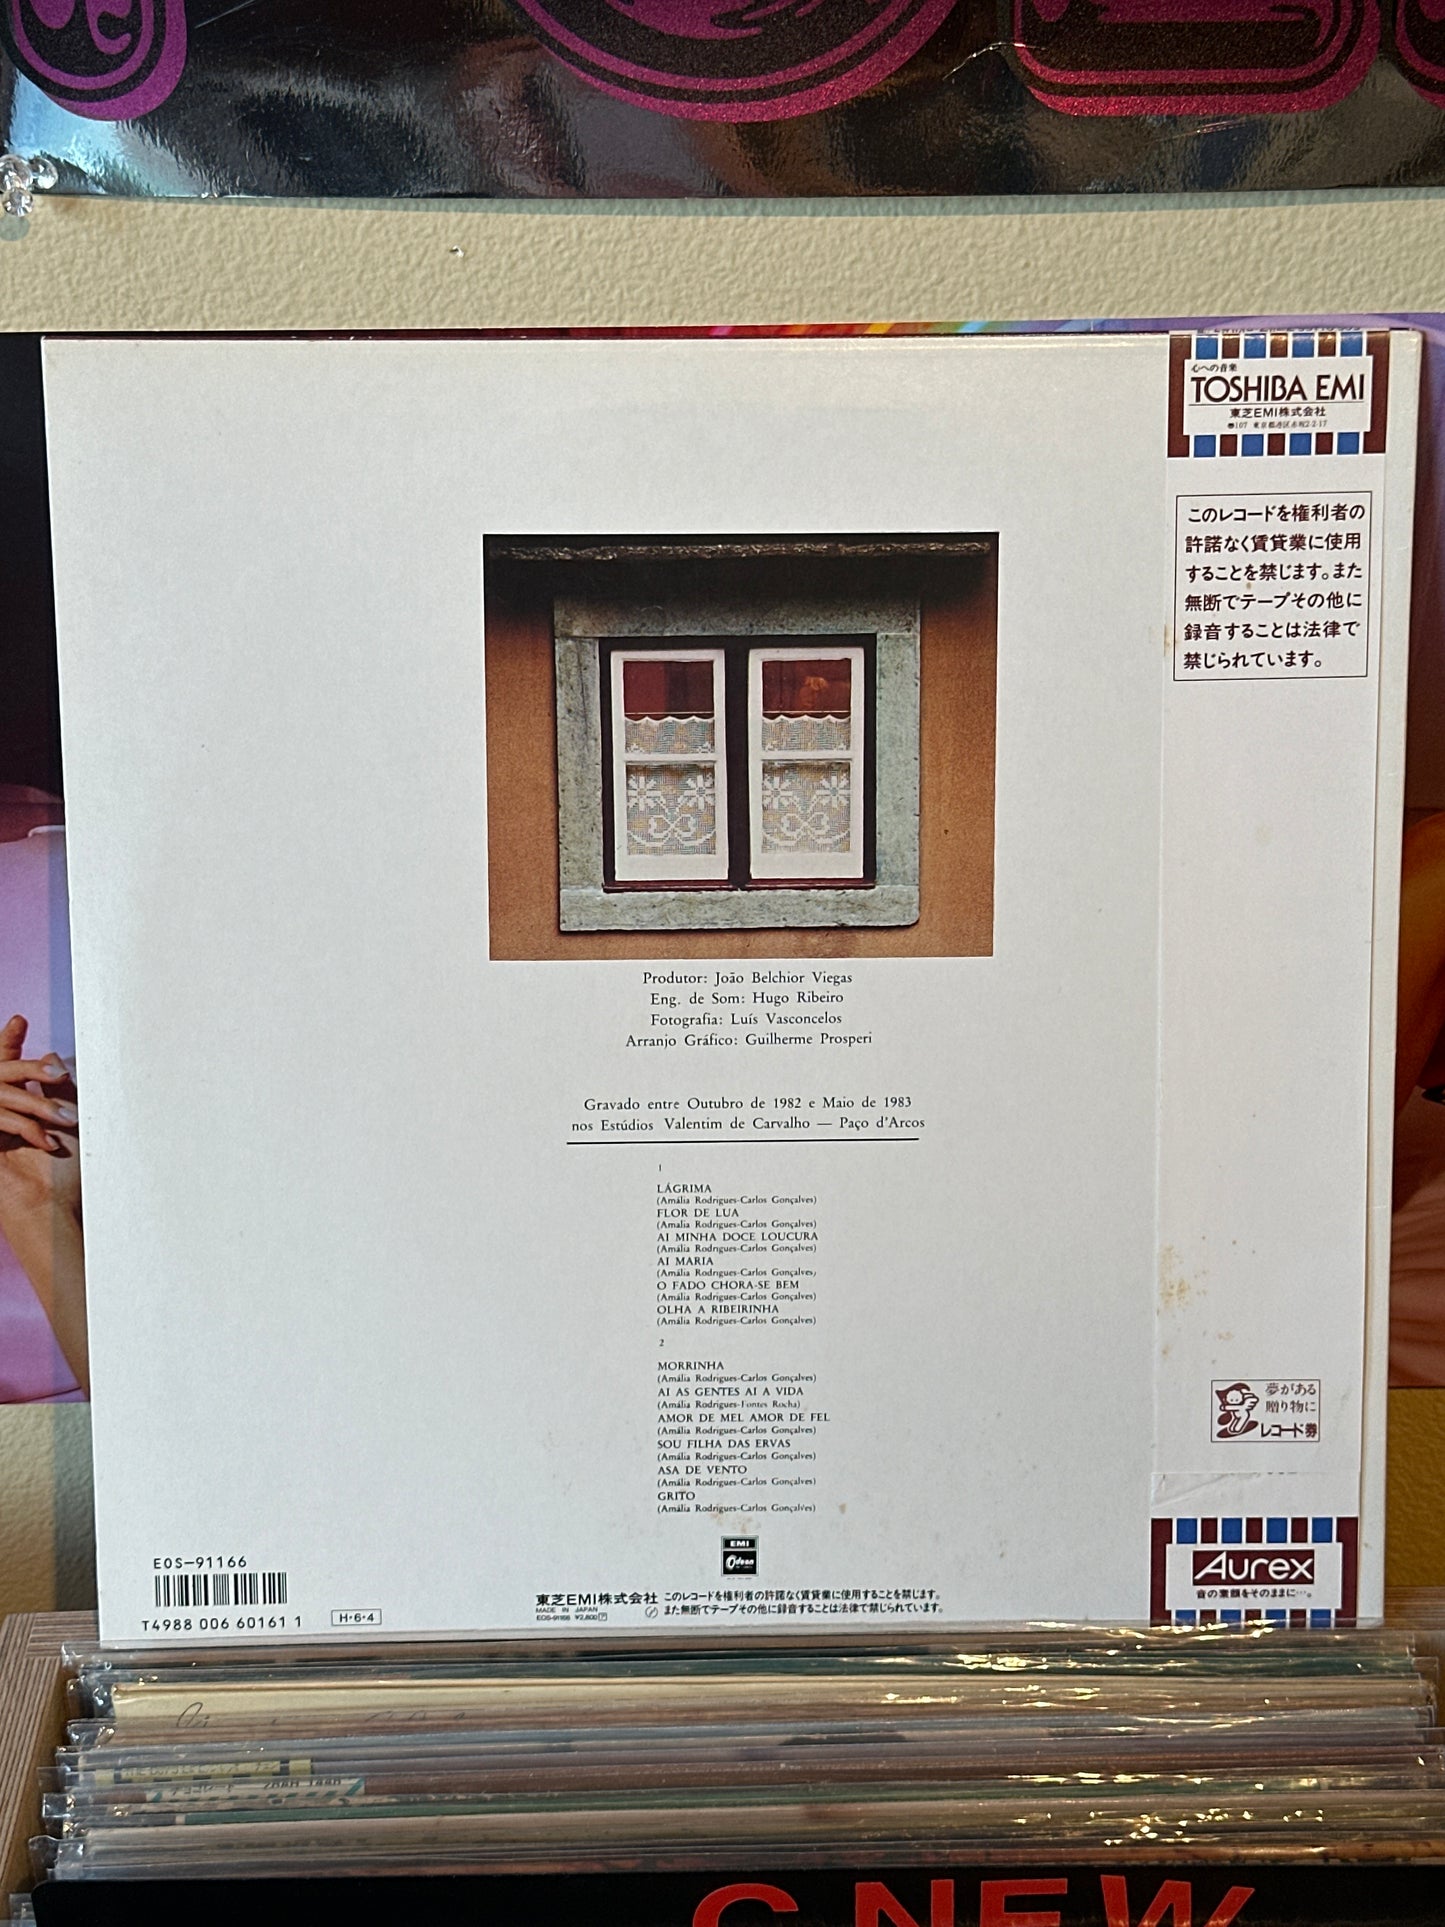 心への音楽
TOSHIBA EMI
東芝EMI株式会社
このレコードを権利者の
許諾なく賃貸業に使用
することを禁じます。また
無断でテープその他に
録音することは法律で
禁じられています。
Produtor: João Belchior Viegas
Eng. de Som: Hugo Ribeiro
Fotografia: Luís Vasconcelos
Arranjo Gráfico: Guilherme Prosperi
Gravado entre Outubro de 1982 e Maio de 1983
nos Estúdios Valentim de Carvalho — Paço d'Arcos
1
LÁGRIMA
(Amália Rodrigues-Carlos Gonçalves)
FLOR DE LUA
(Amalia Rodrigues-Carlos Gonçalves)
AI MINHA DOCE LOUCURA
(Amália Rodrigues-Carlos Gonçalves)
AI MARIA
(Amália Rodrigues-Carlos Gonçalves)
O FADO CHORA-SE BEM
(Amália Rodrigues-Carlos Gonçalves)
OLHA A RIBEIRINHA
(Amália Rodrigues-Carlos Gonçalves)
2
MORRINHA
(Amália Rodrigues-Carlos Gonçalves)
AI AS GENTES AI A VIDA
(Amália Rodrigues-Fontes Rocha)
AMOR DE MEL AMOR DE FEL
(Amália Rodrigues-Carlos Gonçalves)
SOU FILHA DAS ERVAS
(Amália Rodrigues-Carlos Gonçalves)
ASA DE VENTO
(Amália Rodrigues-Carlos Gonçalves)
GRITO
(Amália Rodrigues-Carlos Gonçalves)
夢がある
贈り物に
レコード券
EMI
Odeon
Aurex
音の素顔をそのままに…。
EOS-91166
T4988 006 60161 1
H·6·4
東芝EMI株式会社
MADE IN JAPAN
EOS-91166 ¥2,800
このレコードを権利者の許諾なく賃貸業に使用することを禁じます。
また無断でテープその他に録音することは法律で禁じられています。
NEW